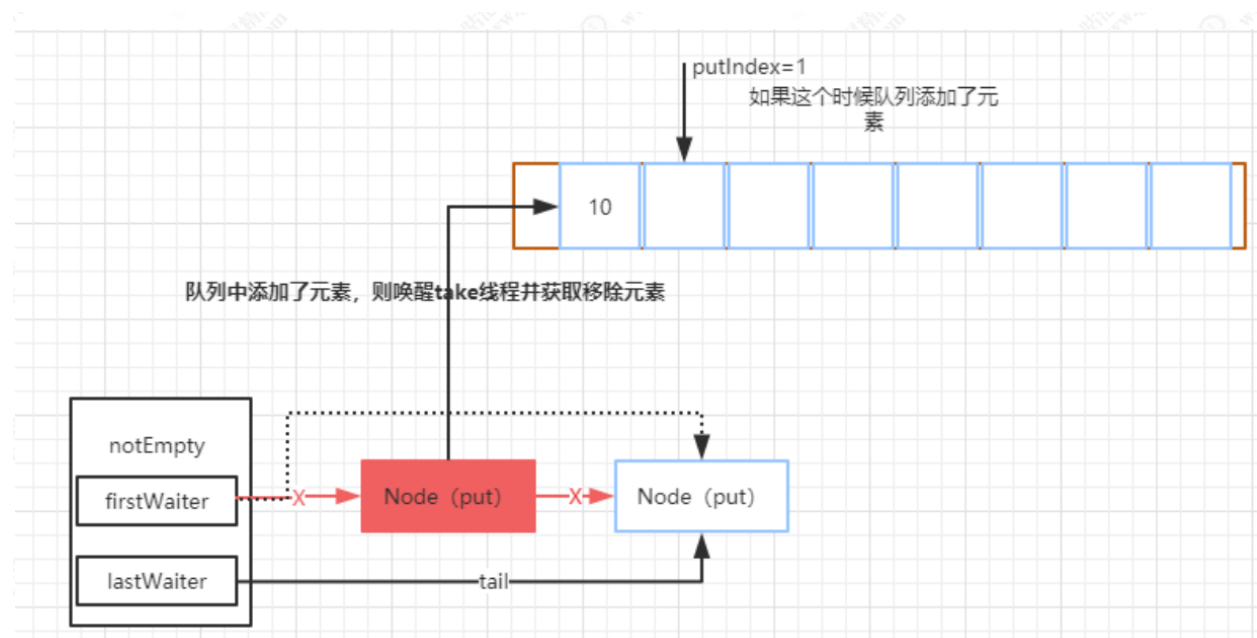 putIndex=1
如果这个时候队列添加了元
素
10
队列中添加了元素，则唤醒take线程并获取移除元素
notEmpty
firstWaiter
X
Node（put）
X
Node（put）
lastWaiter
tail